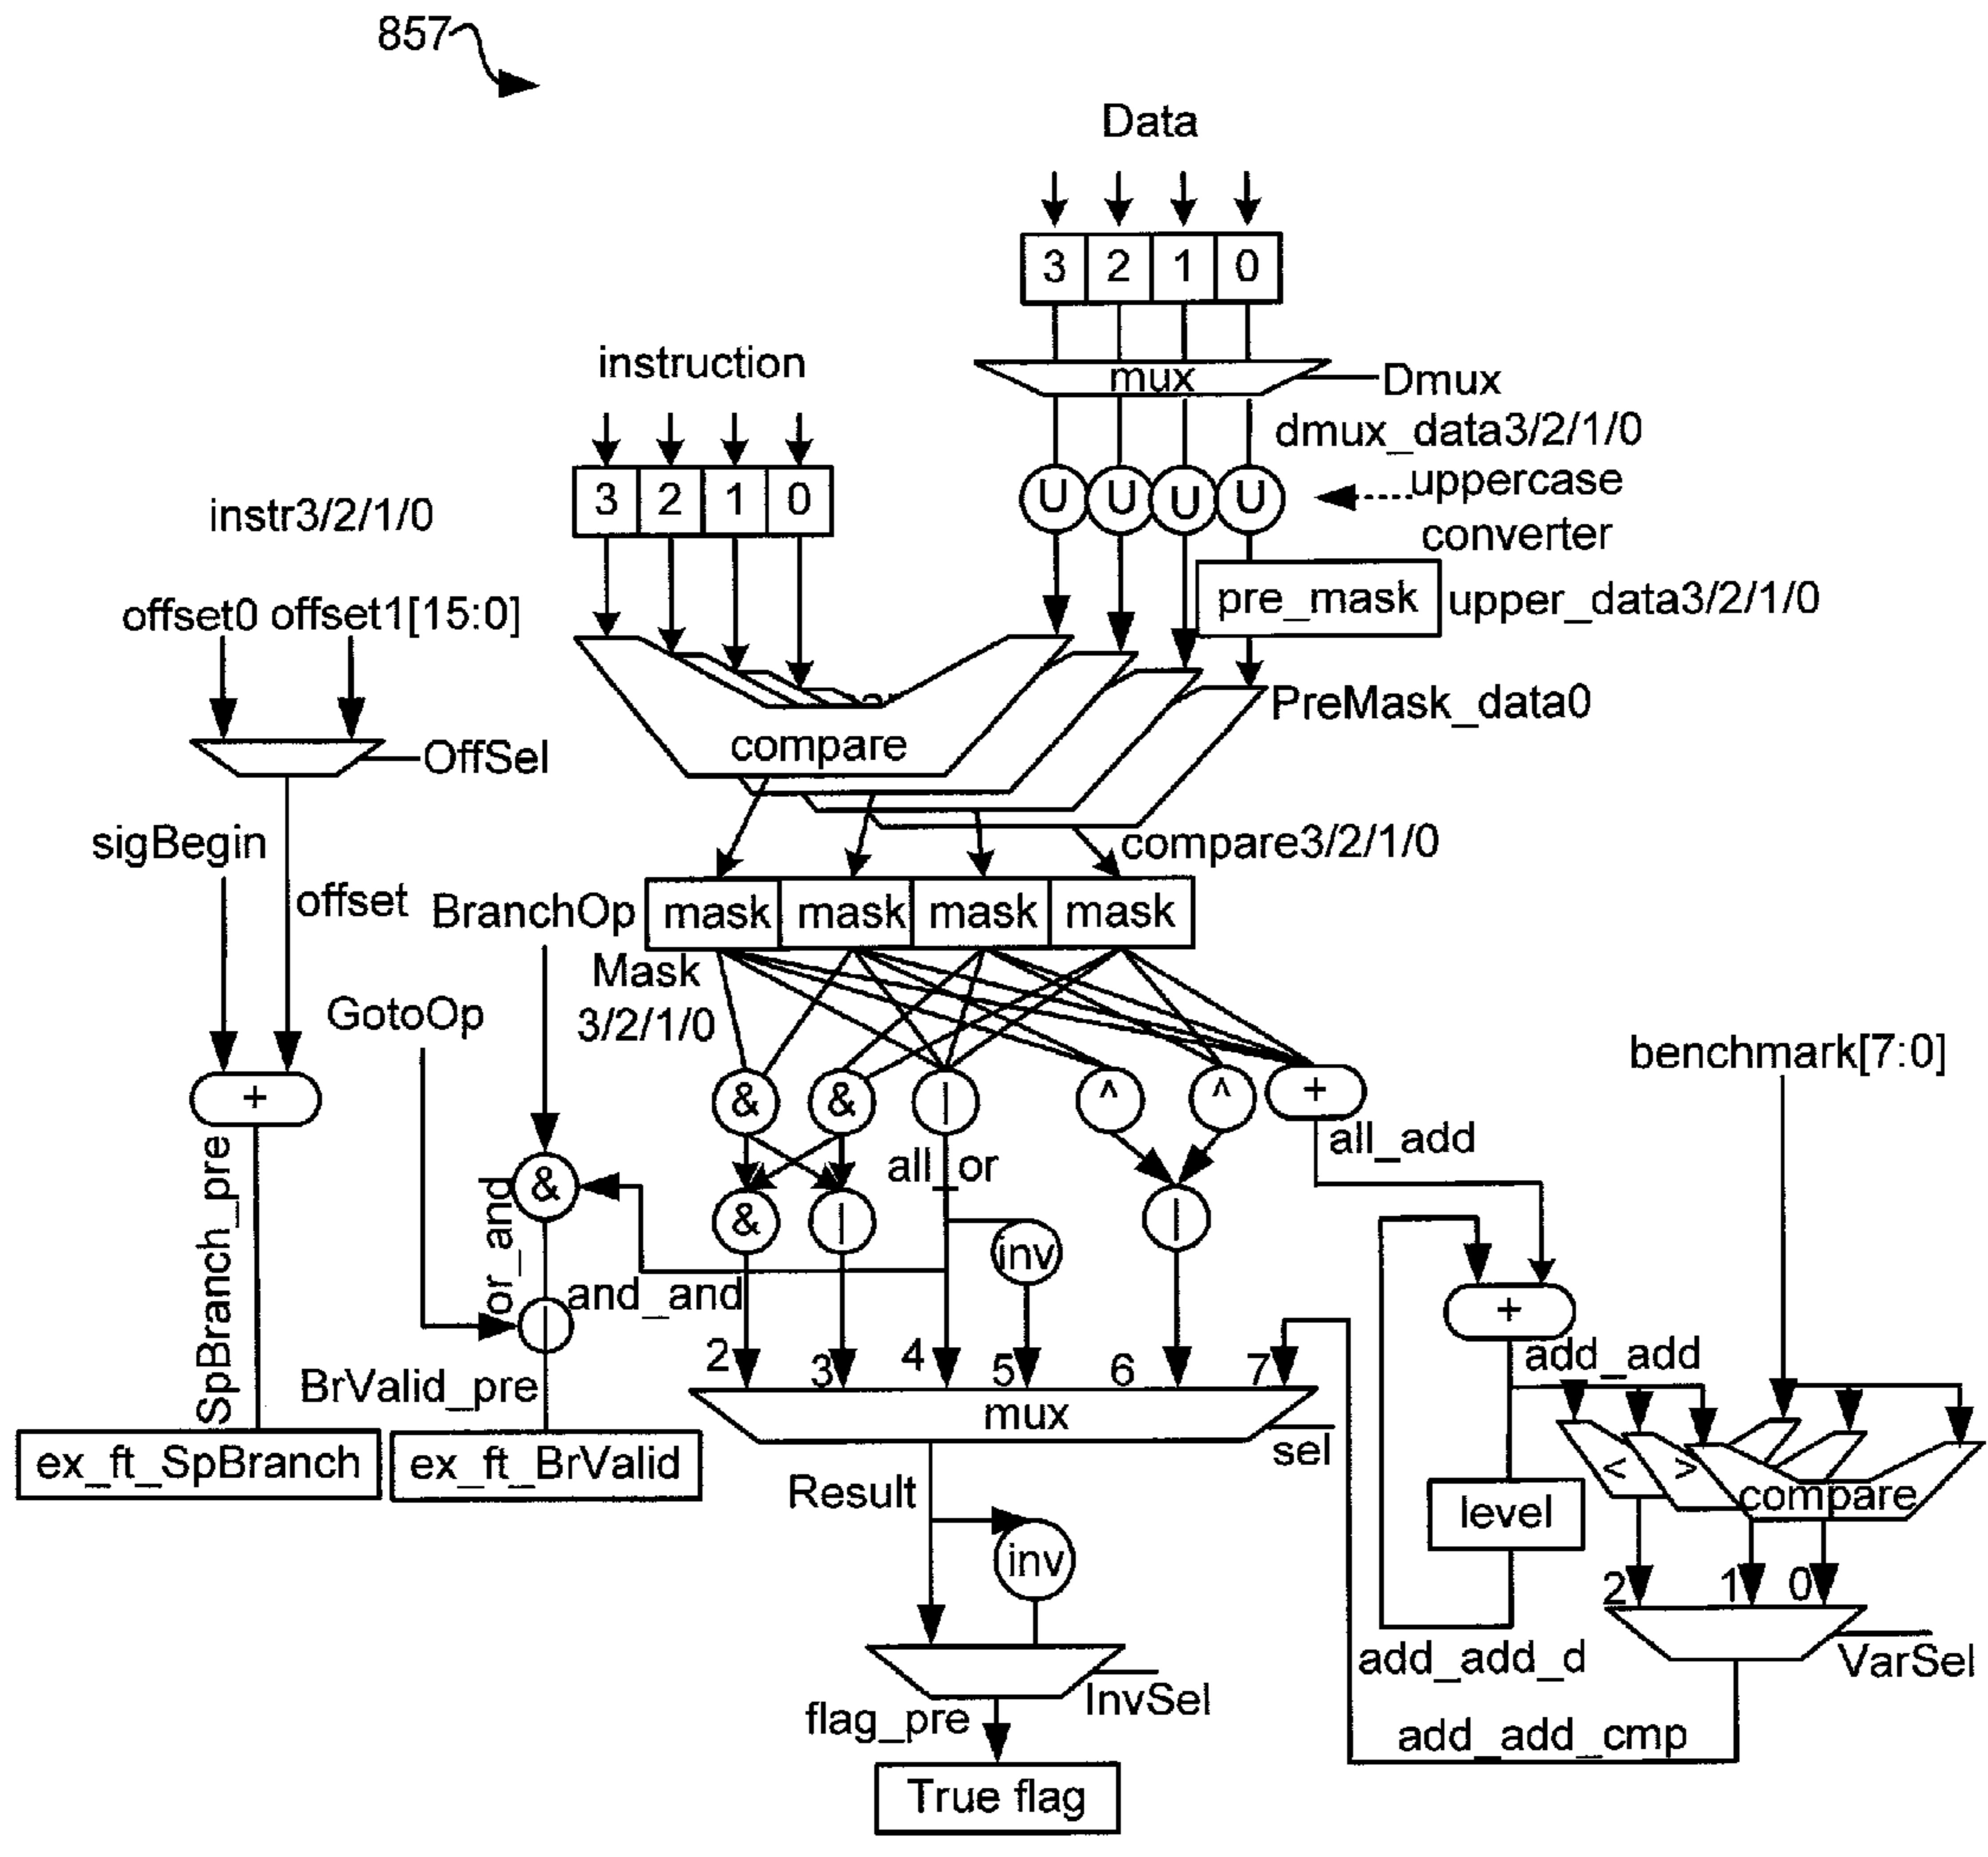 857
Data
3 2 1 0
instruction
mux
Dmux
dmux_data3/2/1/0
3 2 1 0
U U U U
uppercase
converter
instr3/2/1/0
pre_mask
upper_data3/2/1/0
offset0 offset1[15:0]
PreMask_data0
compare
OffSel
sigBegin
compare3/2/1/0
offset
BranchOp
mask mask mask mask
Mask
3/2/1/0
GotoOp
benchmark[7:0]
+
& & | ^ ^ +
all_add
SpBranch_pre
&
or_and
all_or
& | |
inv
and_and
|
+
add_add
BrValid_pre
2 3 4 5 6 7
mux
sel
ex_ft_SpBranch
ex_ft_BrValid
< >
compare
Result
level
inv
2 1 0
add_add_d
VarSel
InvSel
flag_pre
add_add_cmp
True flag